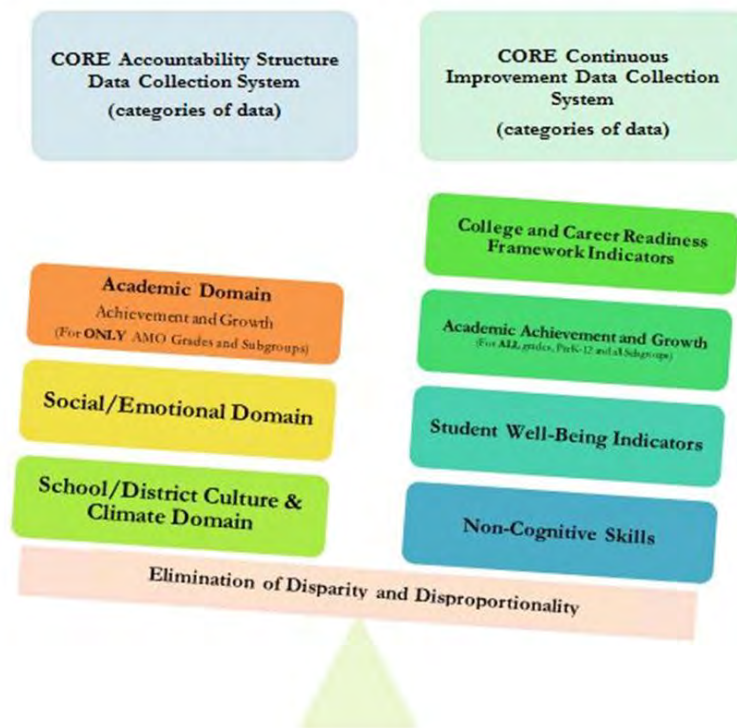 CORE Accountability Structure
Data Collection System
(categories of data)
CORE Continuous
Improvement Data Collection
System
(categories of data)
Academic Domain
Achievement and Growth
(For ONLY AMO Grades and Subgroups)
Social/Emotional Domain
School/District Culture &
Climate Domain
College and Career Readiness
Framework Indicators
Academic Achievement and Growth
(For ALL grades, PreK-12 and all Subgroups)
Student Well-Being Indicators
Non-Cognitive Skills
Elimination of Disparity and Disproportionality